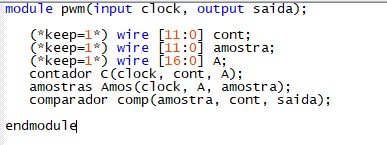 module pwm(input clock, output saida);
(*keep=1*) wire [11:0] cont;
(*keep=1*) wire [11:0] amostra;
(*keep=1*) wire [16:0] A;
contador C(clock, cont, A);
amostras Amos(clock, A, amostra);
comparador comp(amostra, cont, saida);
endmodule